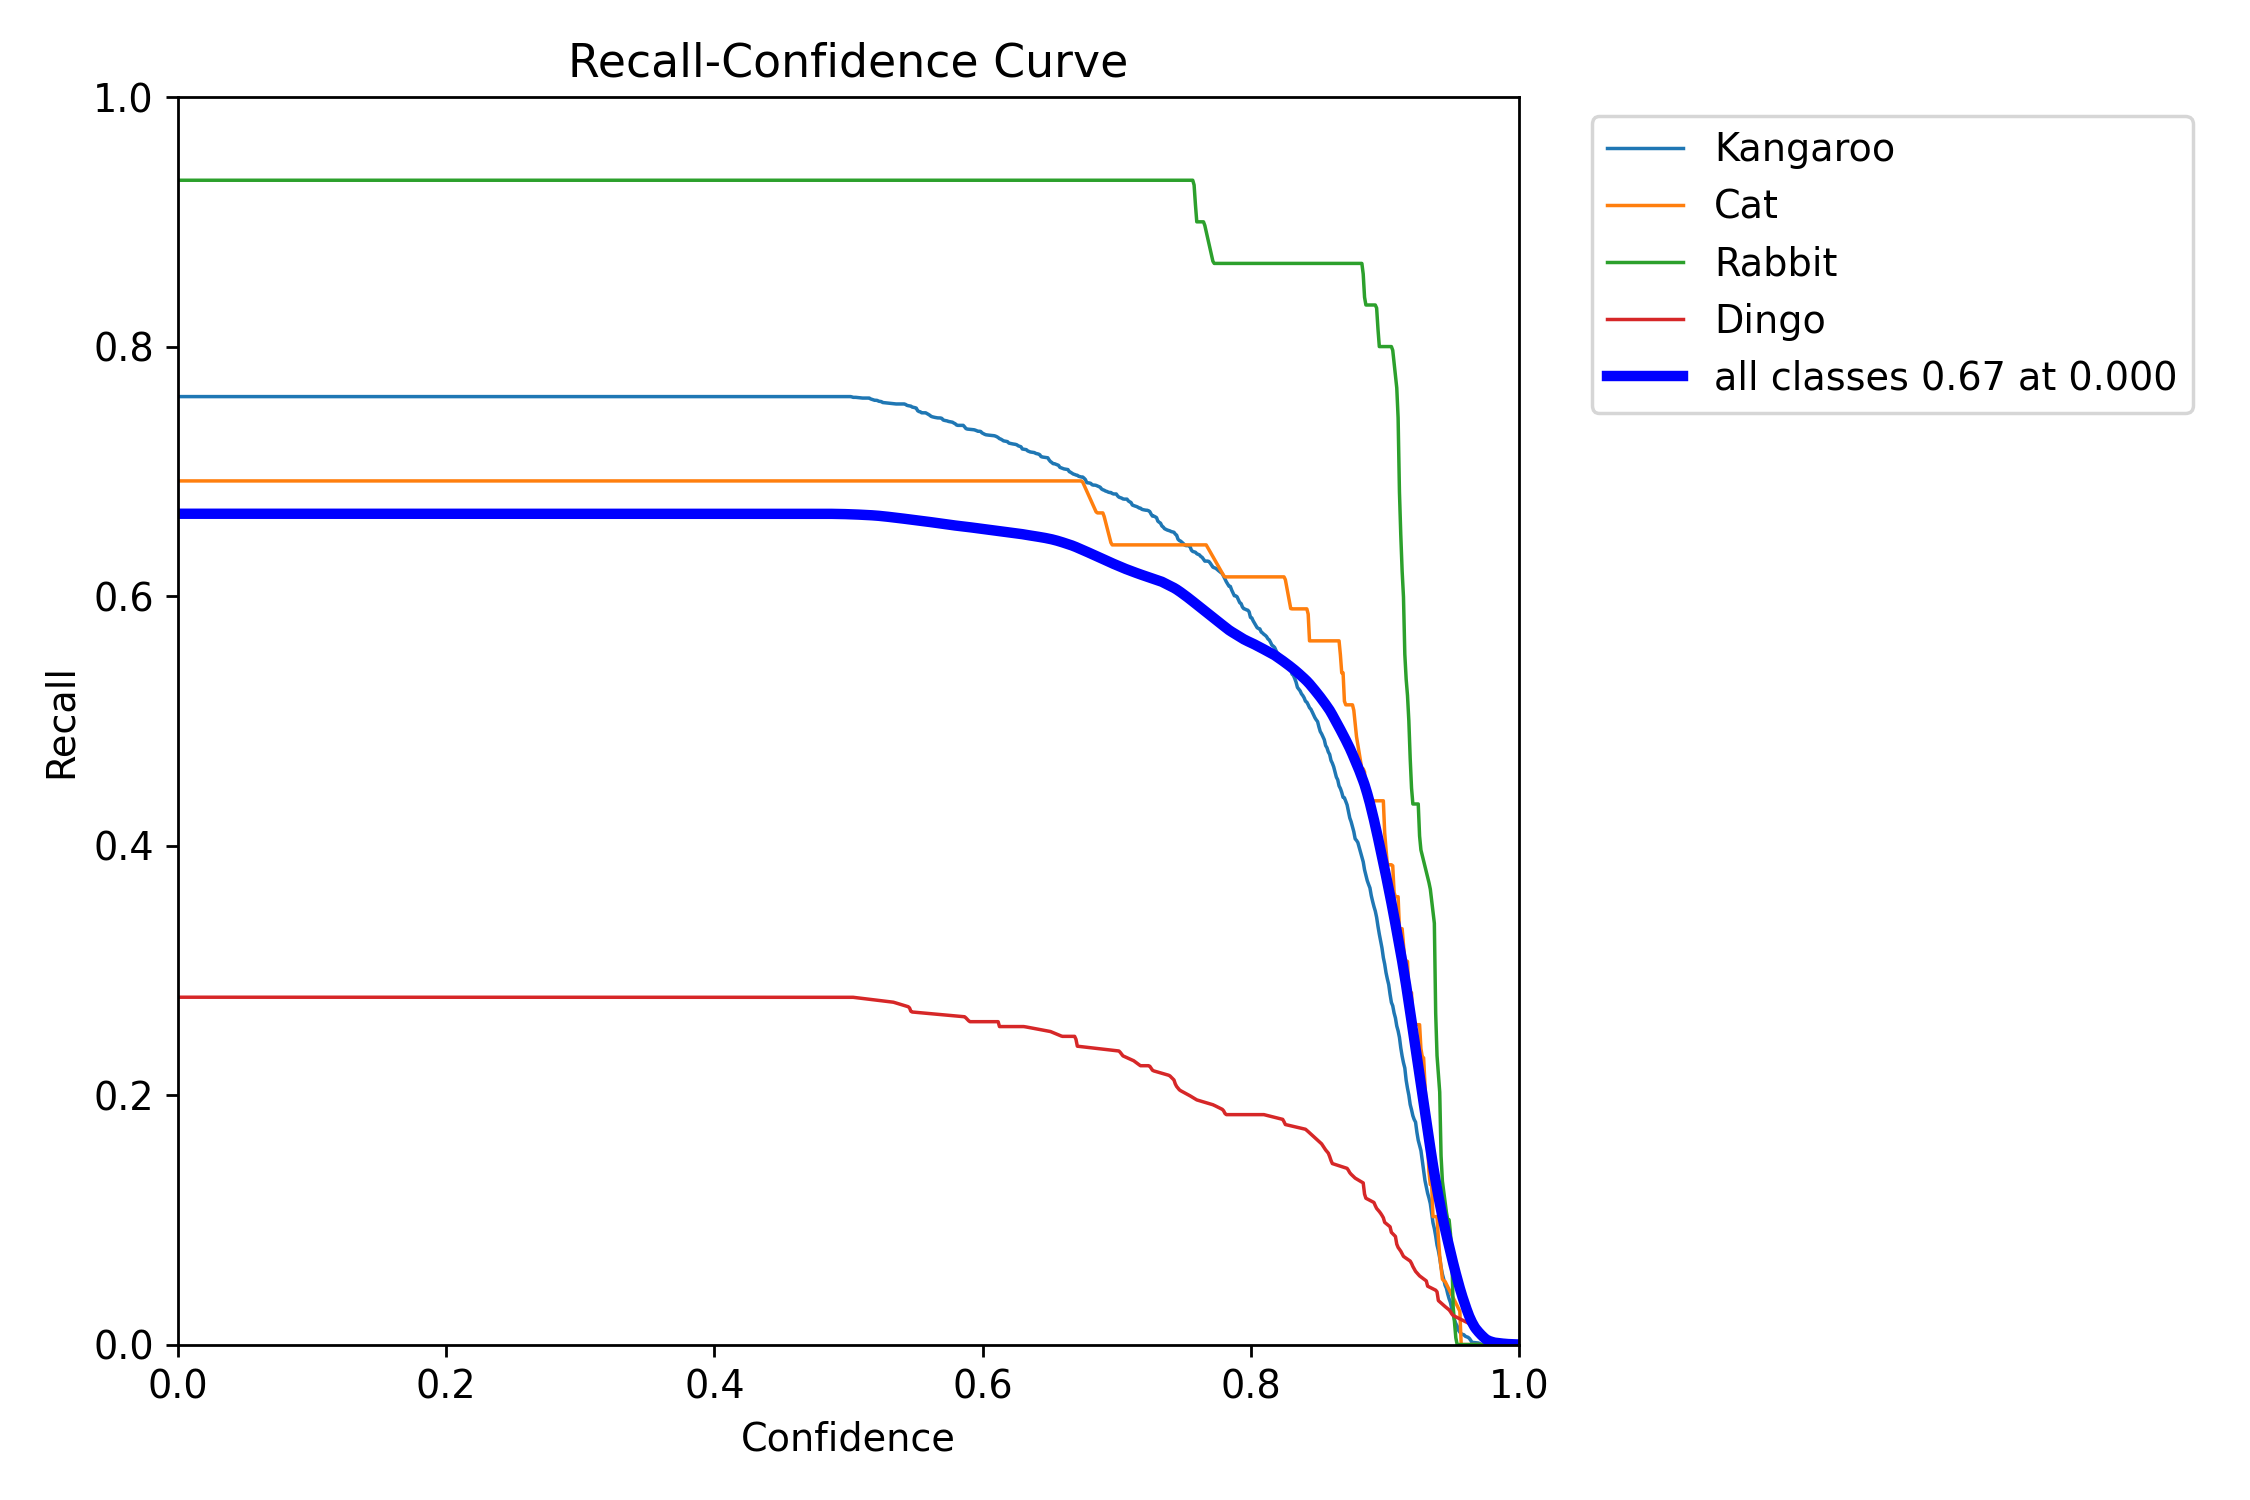 Recall-Confidence Curve
1.0
0.8
0.6
0.4
0.2
0.0
Recall
0.0 0.2 0.4 0.6 0.8 1.0
Confidence
Kangaroo
Cat
Rabbit
Dingo
all classes 0.67 at 0.000